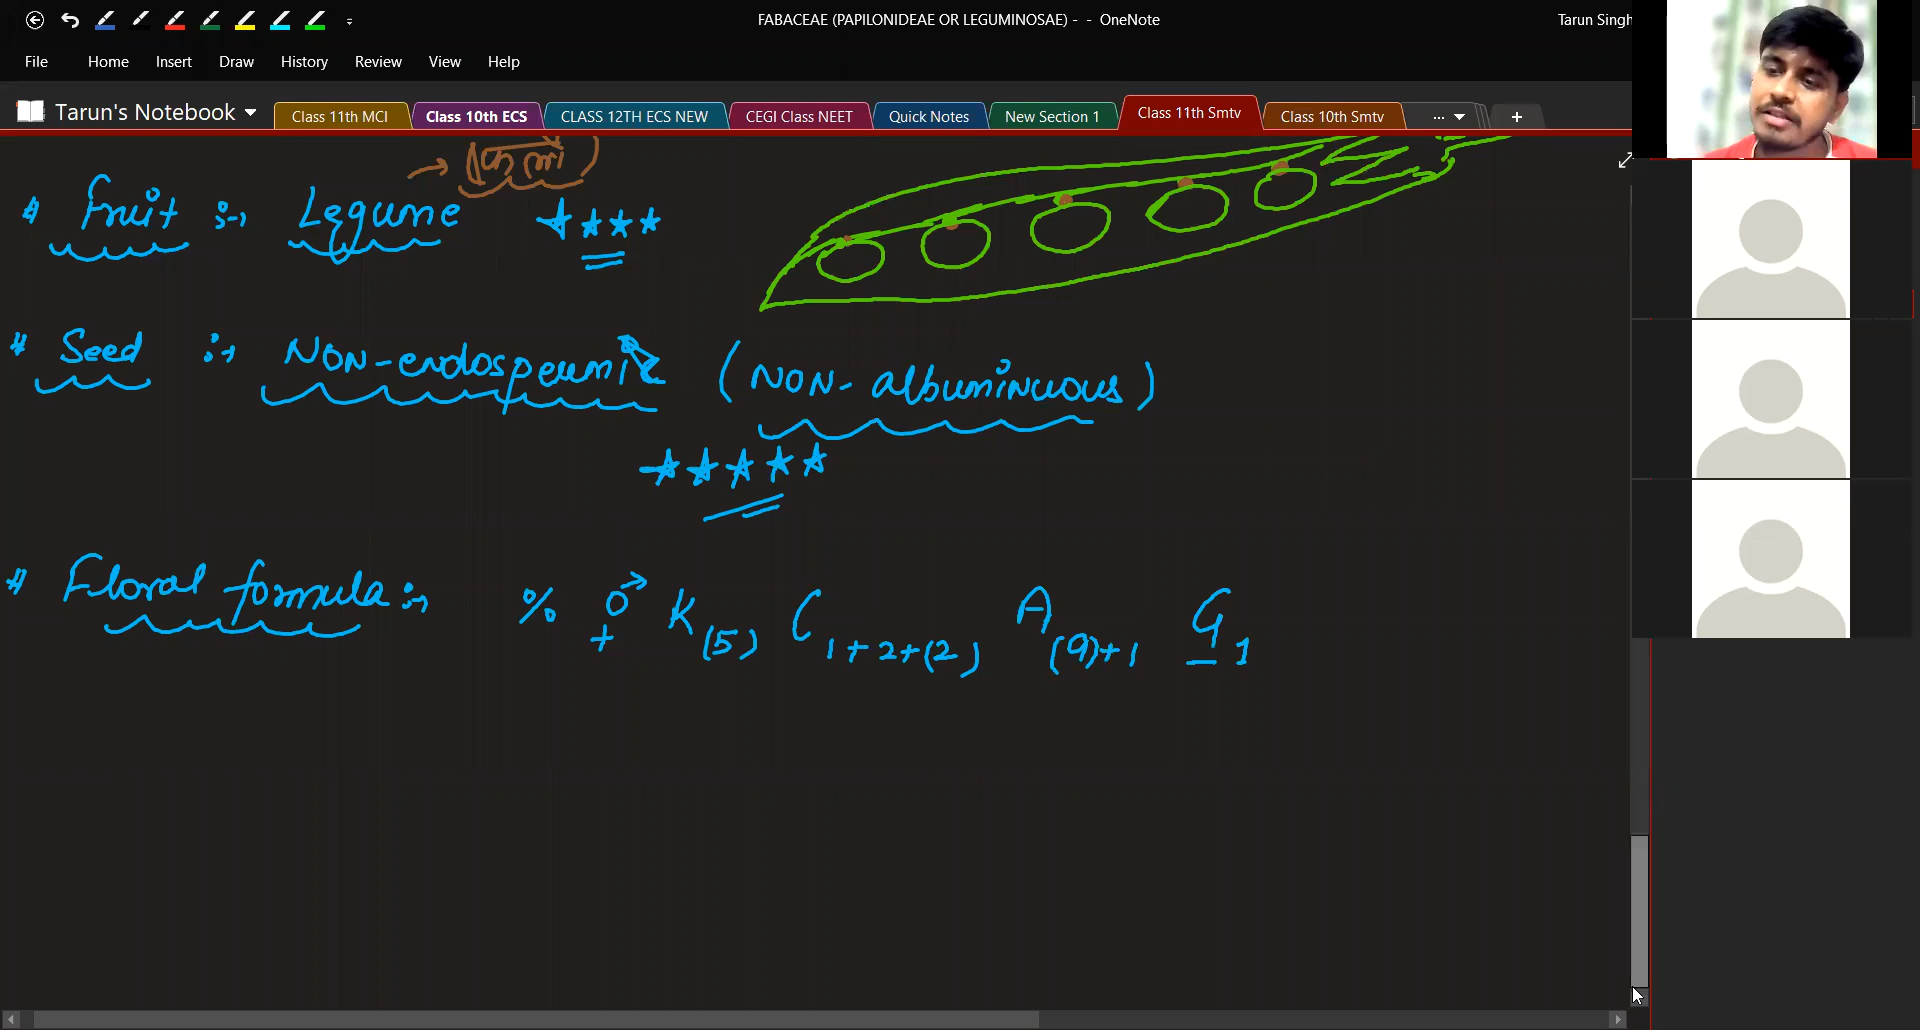 FABACEAE (PAPILONIDEAE OR LEGUMINOSAE) - - OneNote
Tarun Singh
File Home Insert Draw History Review View Help
Tarun's Notebook
Class 11th MCI Class 10th ECS CLASS 12TH ECS NEW CEGI Class NEET Quick Notes New Section 1 Class 11th Smtv Class 10th Smtv ... +
# fruit :- Legume
# Seed :- NON-endospermic (NON-albuminuous)
# Floral formula :- % ⚥ K(5) C1+2+(2) A(9)+1 G1